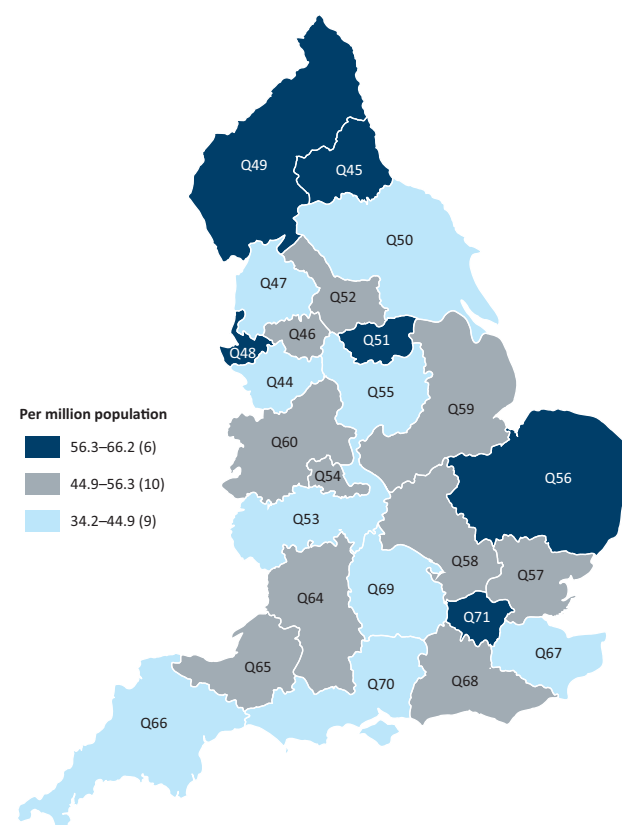 Q49
Q45
Q50
Q47
Q52
Q46
Q51
Q48
Q44
Q55
Q59
Per million population
56.3–66.2 (6)
44.9–56.3 (10)
34.2–44.9 (9)
Q60
Q54
Q56
Q53
Q58
Q57
Q64
Q69
Q71
Q65
Q67
Q70
Q68
Q66